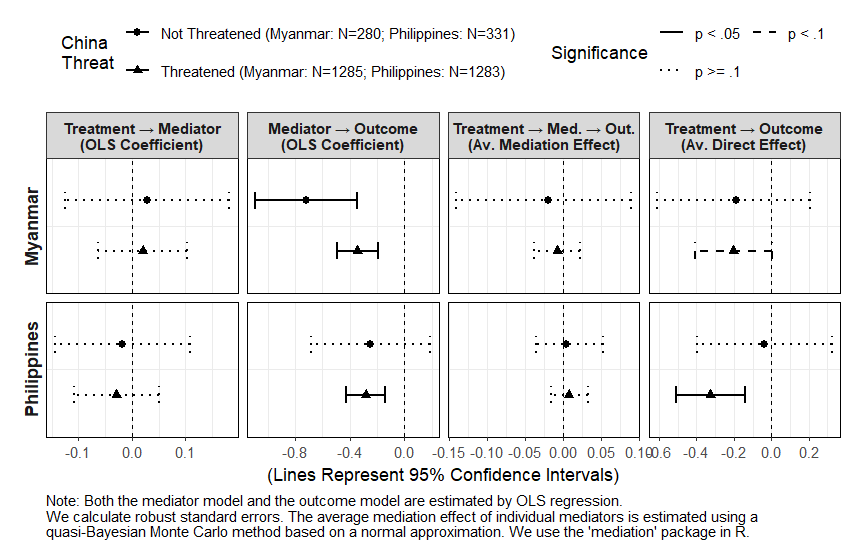 China
Threat
Not Threatened (Myanmar: N=280; Philippines: N=331)
Threatened (Myanmar: N=1285; Philippines: N=1283)
Significance
p < .05
p < .1
p >= .1
Treatment → Mediator
(OLS Coefficient)
Mediator → Outcome
(OLS Coefficient)
Treatment → Med. → Out.
(Av. Mediation Effect)
Treatment → Outcome
(Av. Direct Effect)
Myanmar
Philippines
-0.1 0.0 0.1
-0.8 -0.4 0.0
-0.10 -0.05 0.00 0.05 0.10
-0.4 -0.2 0.0 0.2
(Lines Represent 95% Confidence Intervals)
Note: Both the mediator model and the outcome model are estimated by OLS regression.
We calculate robust standard errors. The average mediation effect of individual mediators is estimated using a
quasi-Bayesian Monte Carlo method based on a normal approximation. We use the 'mediation' package in R.